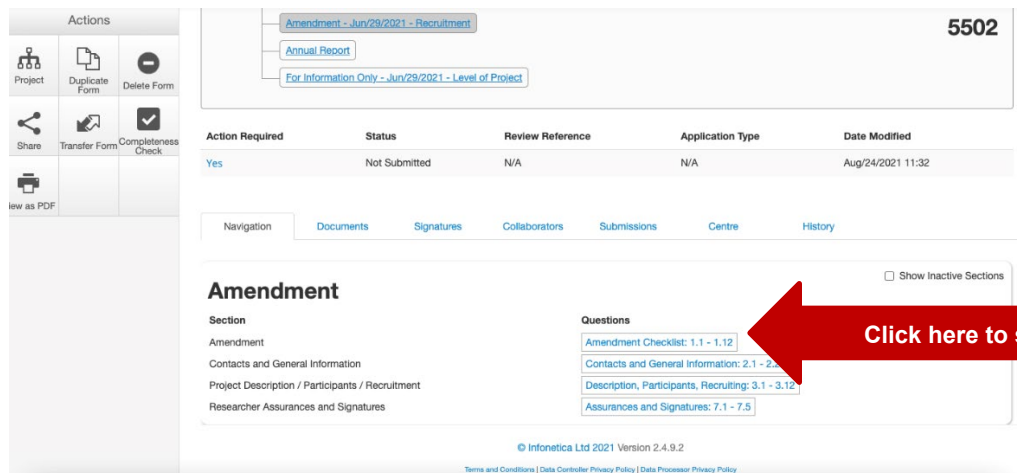 Actions
Project
Duplicate Form
Delete Form
Share
Transfer Form
Completeness Check
iew as PDF
Amendment - Jun/29/2021 - Recruitment
5502
Annual Report
For Information Only - Jun/29/2021 - Level of Project
Action Required Status Review Reference Application Type Date Modified
Yes Not Submitted N/A N/A Aug/24/2021 11:32
Navigation Documents Signatures Collaborators Submissions Centre History
Show Inactive Sections
Amendment
Section Questions
Amendment Amendment Checklist: 1.1 - 1.12
Click here to s
Contacts and General Information Contacts and General Information: 2.1 - 2.2
Project Description / Participants / Recruitment Description, Participants, Recruiting: 3.1 - 3.12
Researcher Assurances and Signatures Assurances and Signatures: 7.1 - 7.5
© Infonetica Ltd 2021 Version 2.4.9.2
Terms and Conditions | Data Controller Privacy Policy | Data Processor Privacy Policy